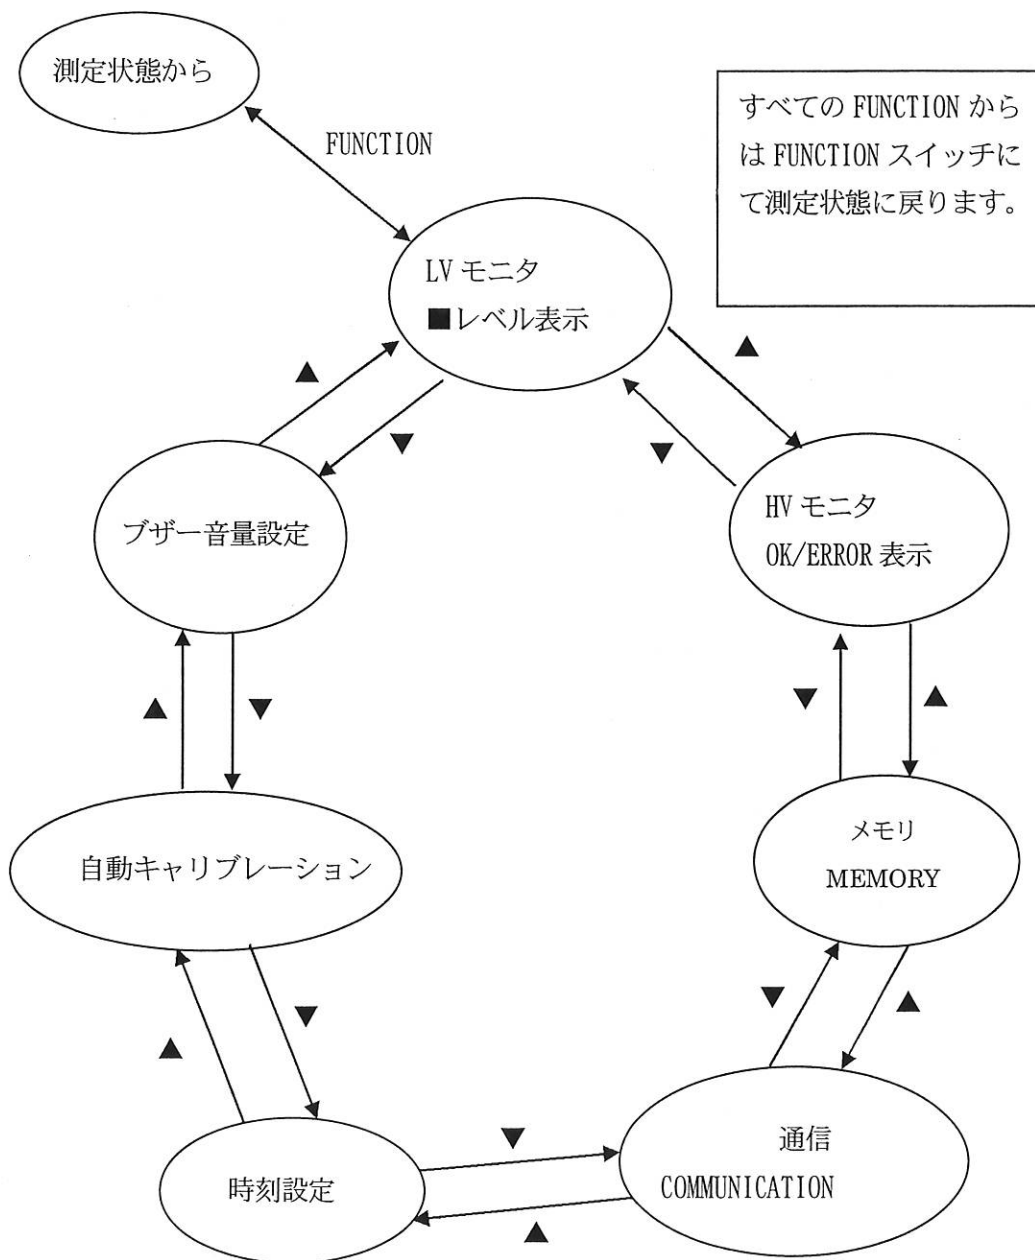 測定状態から
FUNCTION
すべての FUNCTION から
は FUNCTION スイッチに
て測定状態に戻ります。
LV モニタ
■レベル表示
▲
▲
▼
▼
ブザー音量設定
HV モニタ
OK/ERROR 表示
▲
▼
▼
▲
自動キャリブレーション
メモリ
MEMORY
▲
▼
▼
▲
時刻設定
▼
▲
通信
COMMUNICATION